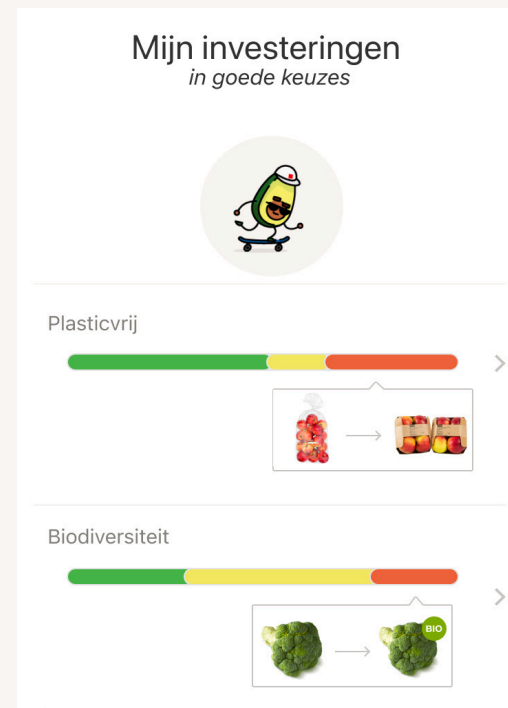 Mijn investeringen
in goede keuzes
Plasticvrij
Biodiversiteit
BIO